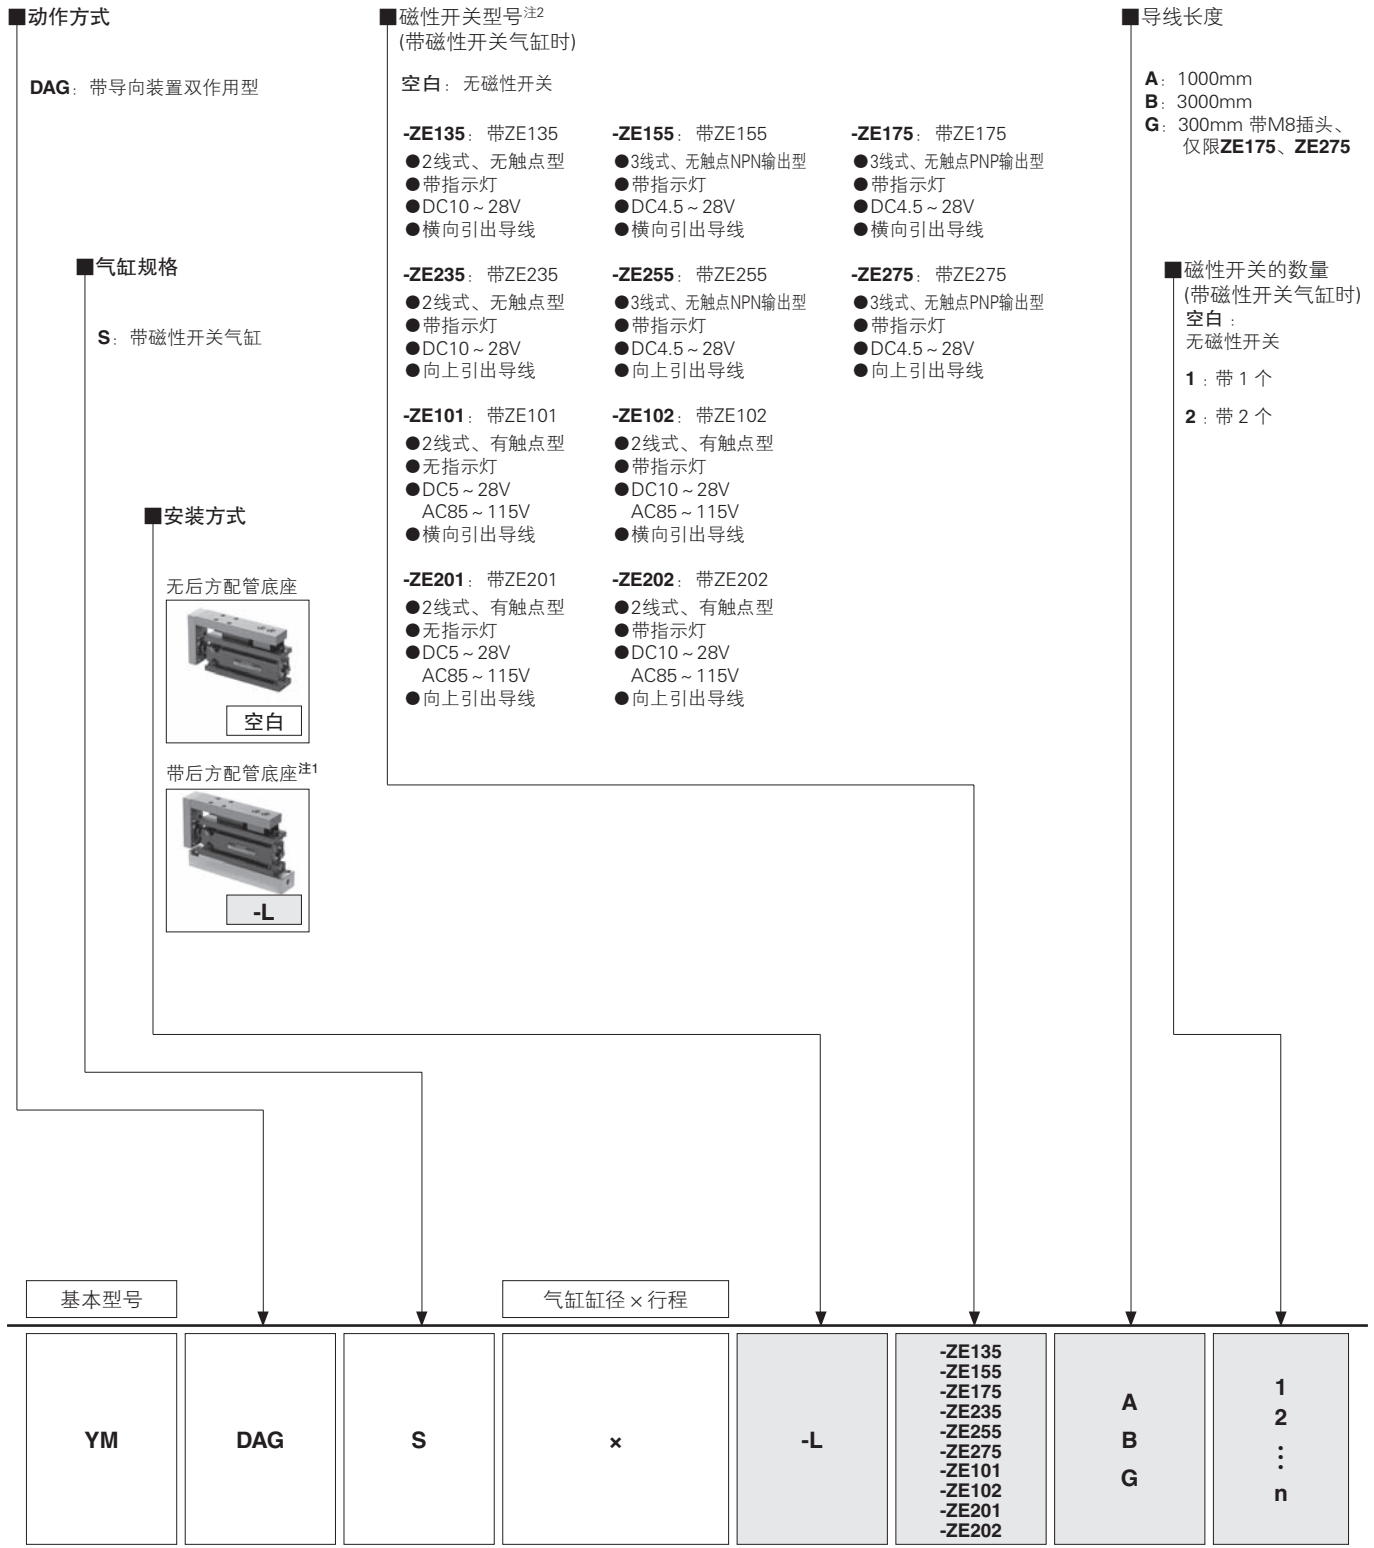 ■动作方式
DAG：带导向装置双作用型
■气缸规格
S：带磁性开关气缸
■安装方式
无后方配管底座
空白
带后方配管底座注1
-L
■磁性开关型号注2
(带磁性开关气缸时)
空白：无磁性开关
-ZE135：带ZE135
●2线式、无触点型
●带指示灯
●DC10～28V
●横向引出导线
-ZE155：带ZE155
●3线式、无触点NPN输出型
●带指示灯
●DC4.5～28V
●横向引出导线
-ZE175：带ZE175
●3线式、无触点PNP输出型
●带指示灯
●DC4.5～28V
●横向引出导线
-ZE235：带ZE235
●2线式、无触点型
●带指示灯
●DC10～28V
●向上引出导线
-ZE255：带ZE255
●3线式、无触点NPN输出型
●带指示灯
●DC4.5～28V
●向上引出导线
-ZE275：带ZE275
●3线式、无触点PNP输出型
●带指示灯
●DC4.5～28V
●向上引出导线
-ZE101：带ZE101
●2线式、有触点型
●无指示灯
●DC5～28V
AC85～115V
●横向引出导线
-ZE102：带ZE102
●2线式、有触点型
●带指示灯
●DC10～28V
AC85～115V
●横向引出导线
-ZE201：带ZE201
●2线式、有触点型
●无指示灯
●DC5～28V
AC85～115V
●向上引出导线
-ZE202：带ZE202
●2线式、有触点型
●带指示灯
●DC10～28V
AC85～115V
●向上引出导线
■导线长度
A：1000mm
B：3000mm
G：300mm 带M8插头、
仅限ZE175、ZE275
■磁性开关的数量
(带磁性开关气缸时)
空白：
无磁性开关
1：带1个
2：带2个
基本型号
气缸缸径×行程
YM
DAG
S
×
-L
-ZE135
-ZE155
-ZE175
-ZE235
-ZE255
-ZE275
-ZE101
-ZE102
-ZE201
-ZE202
A
B
G
1
2
⋮
n